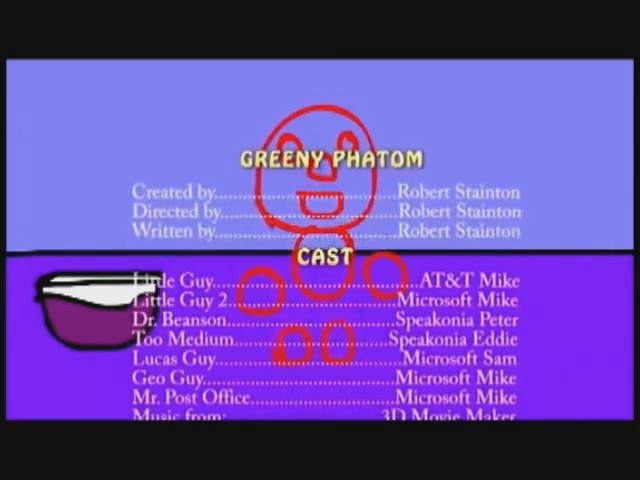 GREENY PHATOM
Created by........................Robert Stainton
Directed by........................Robert Stainton
Written by........................Robert Stainton
CAST
Little Guy........................AT&T Mike
Little Guy 2........................Microsoft Mike
Dr. Beanson........................Speakonia Peter
Too Medium........................Speakonia Eddie
Lucas Guy........................Microsoft Sam
Geo Guy........................Microsoft Mike
Mr. Post Office........................Microsoft Mike
Music from: 3D Movie Maker